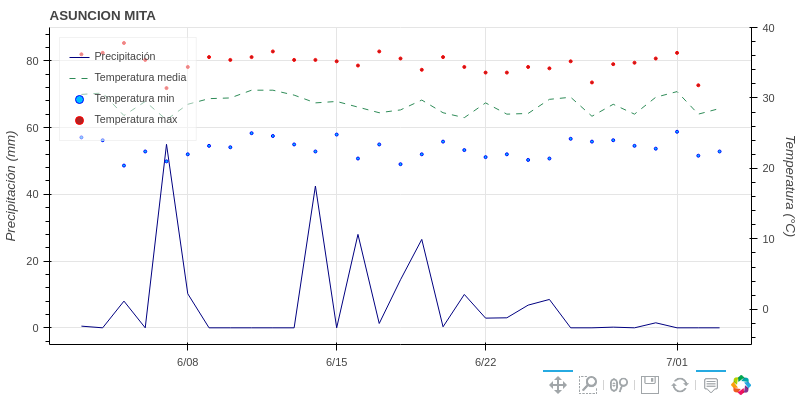 ASUNCION MITA
Precipitación
Temperatura media
Temperatura min
Temperatura max
Precipitación (mm)
80
60
40
20
0
Temperatura (°C)
40
30
20
10
0
6/08
6/15
6/22
7/01